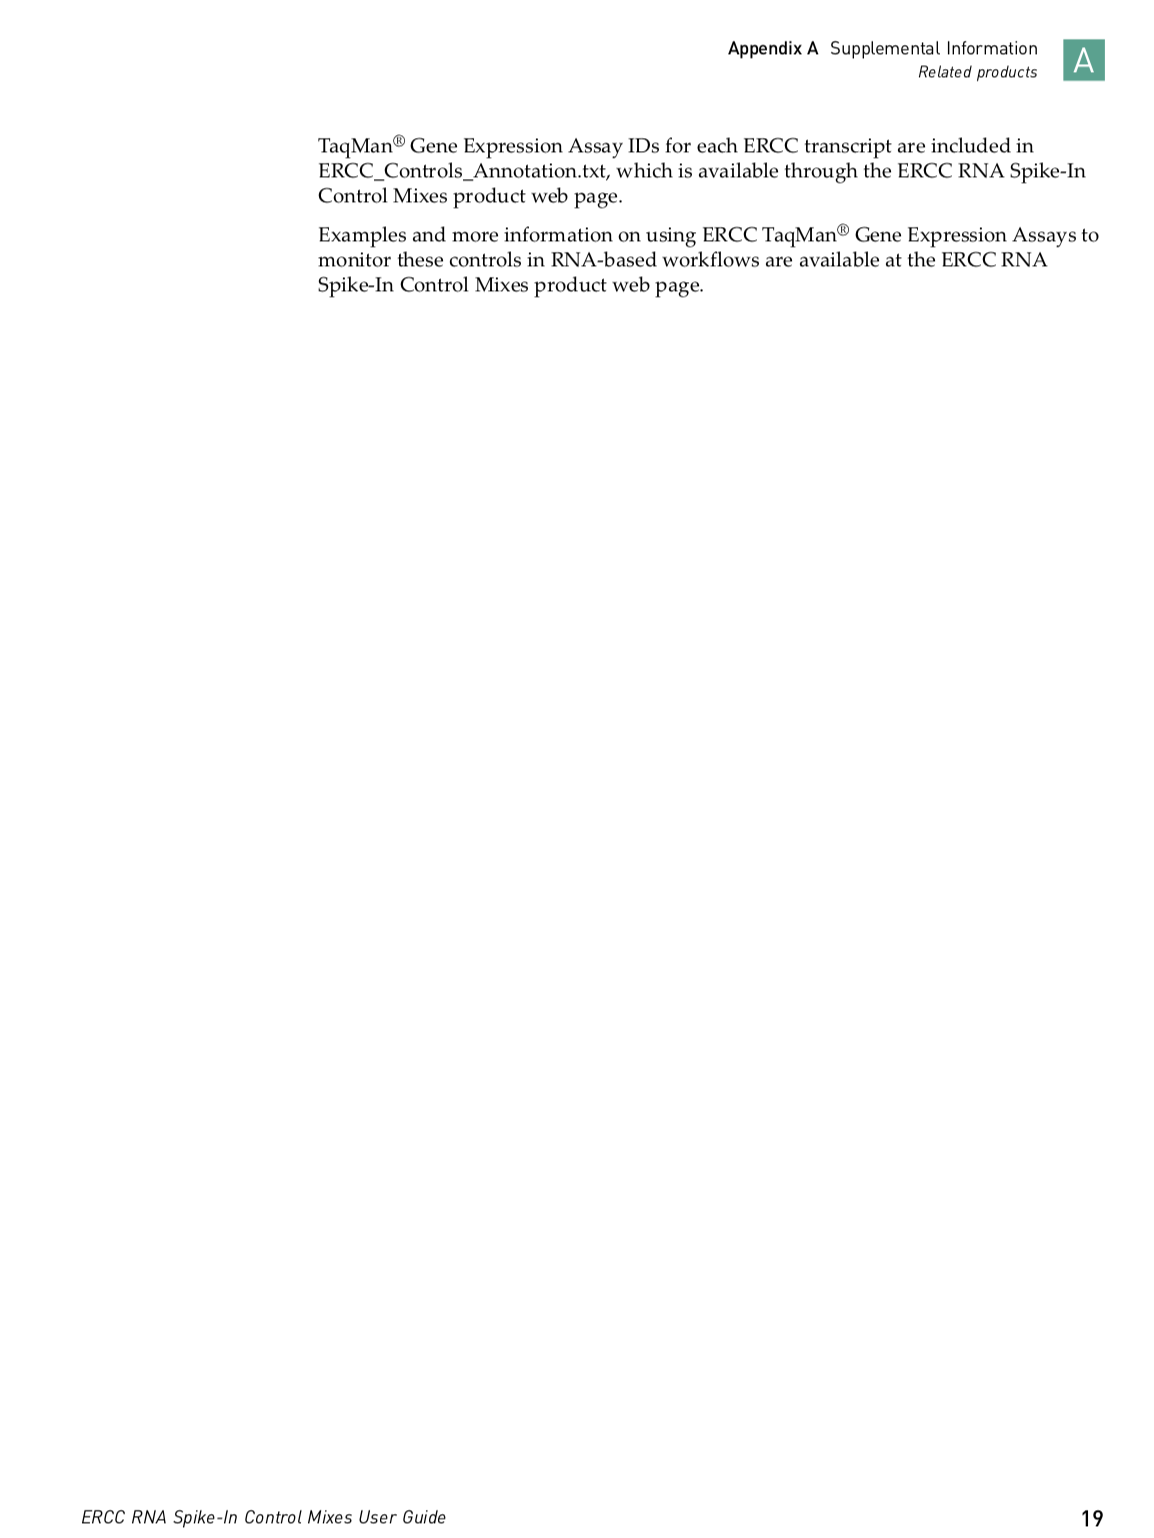 Appendix A Supplemental Information
Related products
A
TaqMan® Gene Expression Assay IDs for each ERCC transcript are included in
ERCC_Controls_Annotation.txt, which is available through the ERCC RNA Spike-In
Control Mixes product web page.
Examples and more information on using ERCC TaqMan® Gene Expression Assays to
monitor these controls in RNA-based workflows are available at the ERCC RNA
Spike-In Control Mixes product web page.
ERCC RNA Spike-In Control Mixes User Guide
19